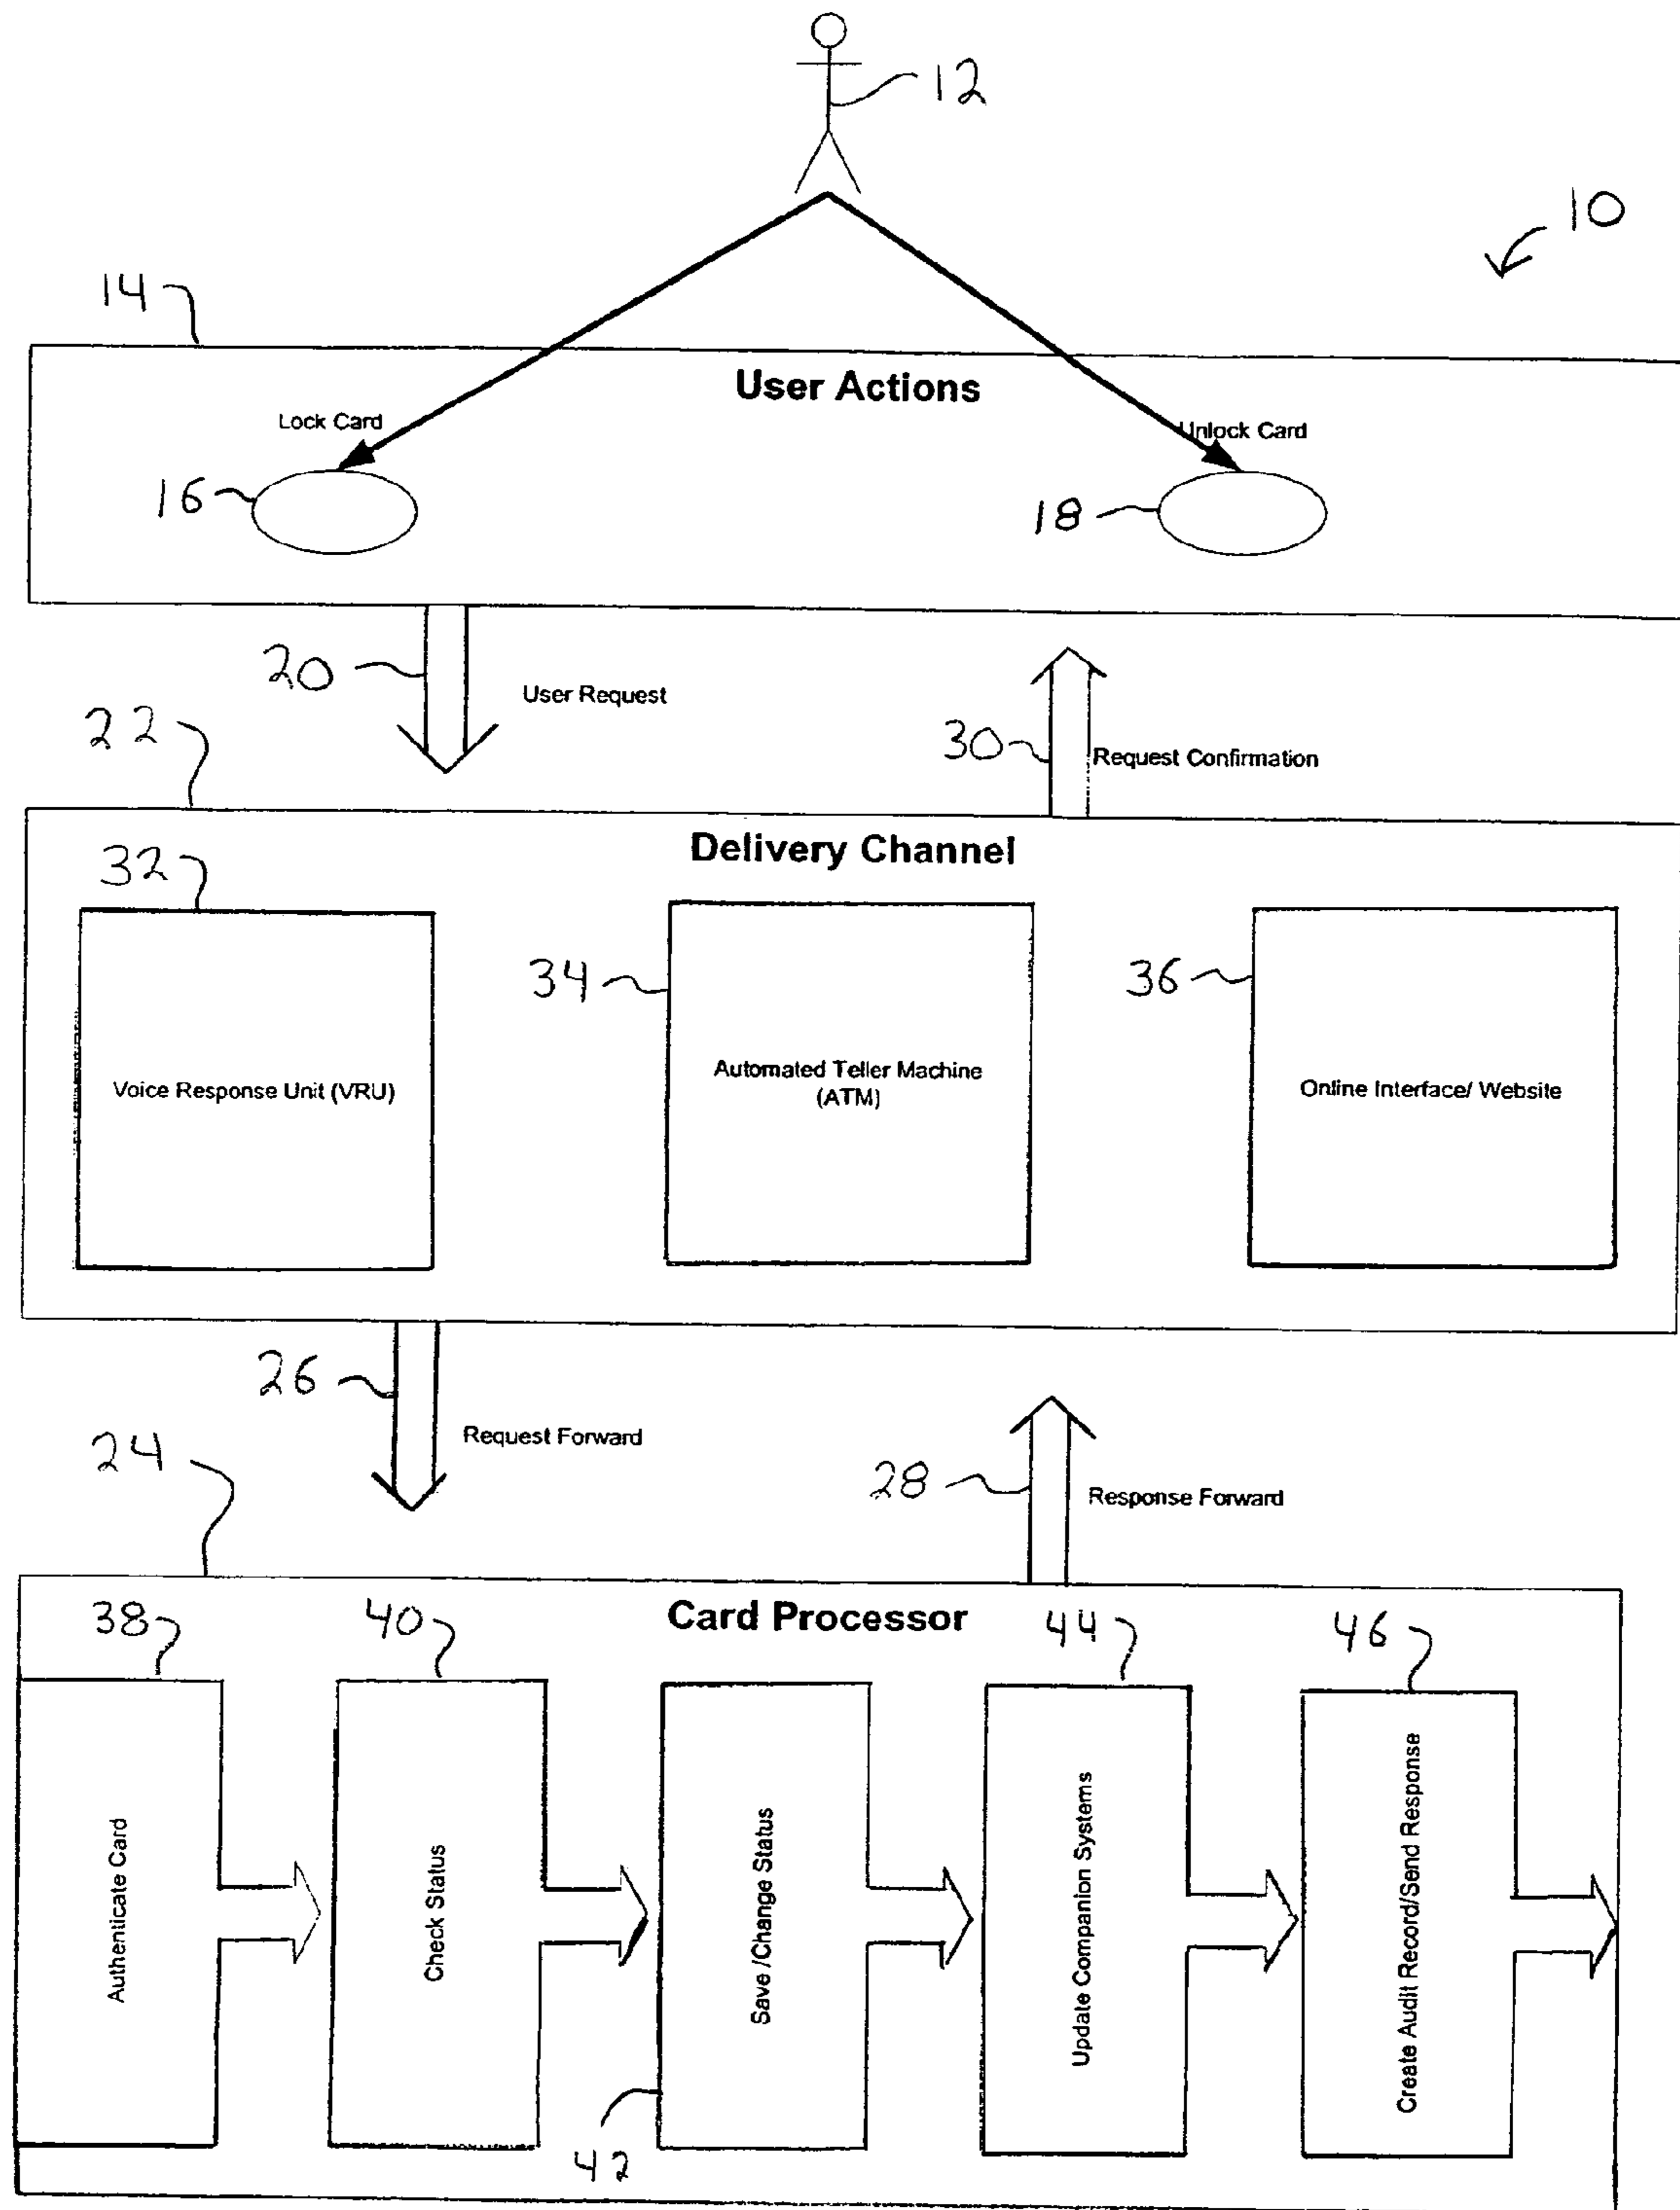 12
10
14
User Actions
Lock Card
Unlock Card
16
18
20
User Request
22
30
Request Confirmation
Delivery Channel
32
34
36
Voice Response Unit (VRU)
Automated Teller Machine
(ATM)
Online Interface/ Website
26
Request Forward
24
28
Response Forward
Card Processor
38
40
44
46
Authenticate Card
Check Status
Save /Change Status
Update Companion Systems
Create Audit Record/Send Response
42